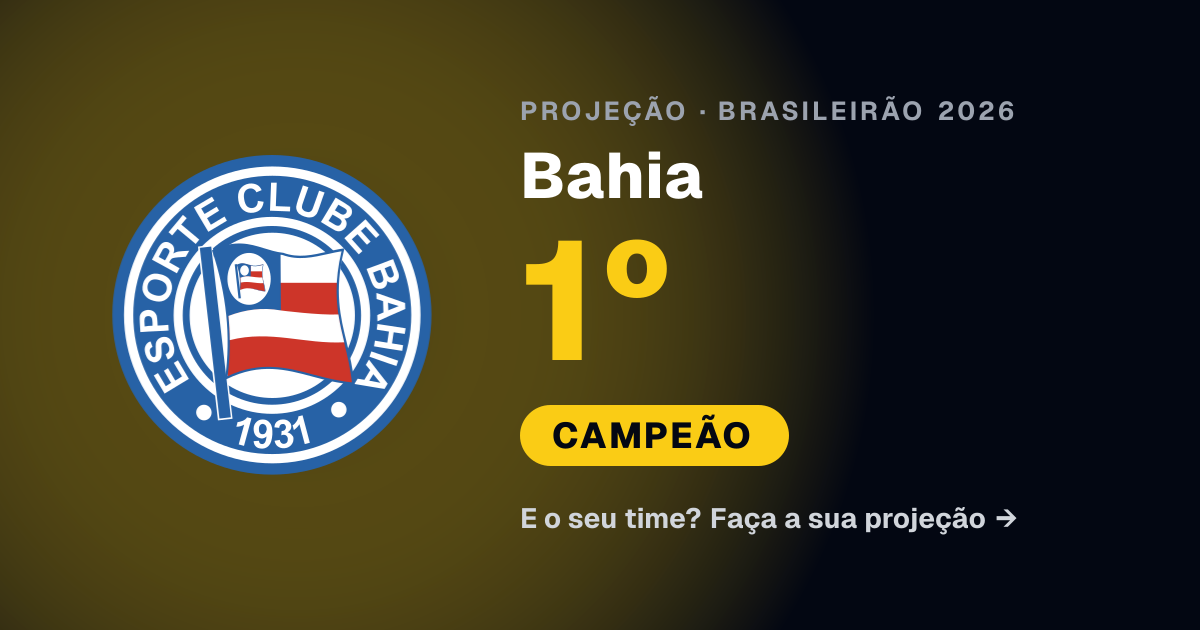 ESPORTE CLUBE BAHIA
1931
PROJEÇÃO · BRASILEIRÃO 2026
Bahia
1º
CAMPEÃO
E o seu time? Faça a sua projeção →